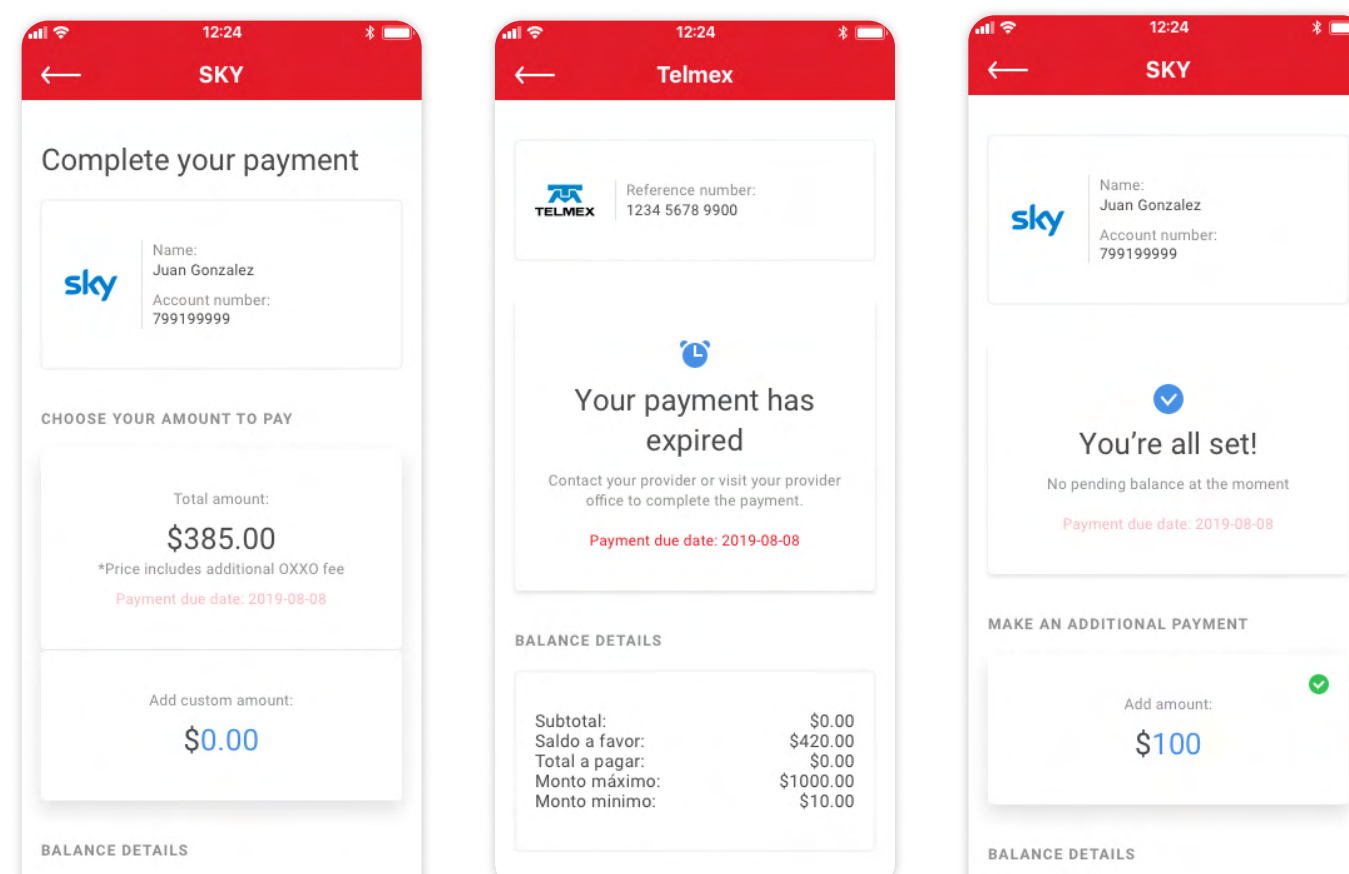 12:24
SKY
Complete your payment
sky
Name:
Juan Gonzalez
Account number:
799199999
CHOOSE YOUR AMOUNT TO PAY
Total amount:
$385.00
*Price includes additional OXXO fee
Payment due date: 2019-08-08
Add custom amount:
$0.00
BALANCE DETAILS
12:24
Telmex
TELMEX
Reference number:
1234 5678 9900
Your payment has
expired
Contact your provider or visit your provider
office to complete the payment.
Payment due date: 2019-08-08
BALANCE DETAILS
Subtotal: $0.00
Saldo a favor: $420.00
Total a pagar: $0.00
Monto máximo: $1000.00
Monto minimo: $10.00
12:24
SKY
sky
Name:
Juan Gonzalez
Account number:
799199999
You’re all set!
No pending balance at the moment
Payment due date: 2019-08-08
MAKE AN ADDITIONAL PAYMENT
Add amount:
$100
BALANCE DETAILS